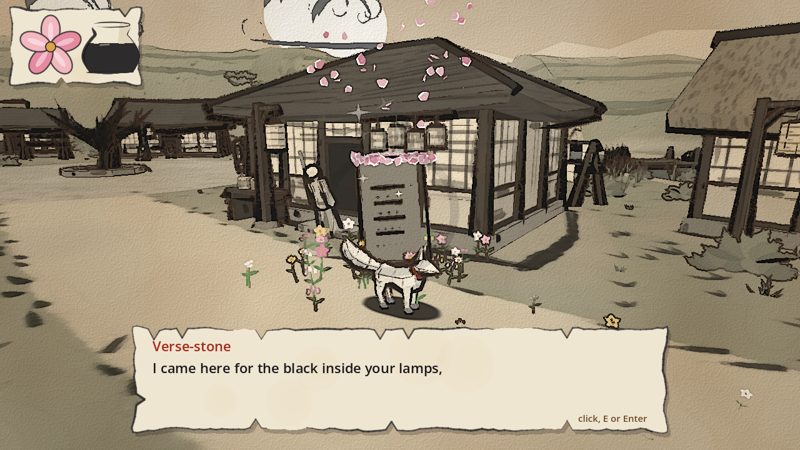 Verse-stone
I came here for the black inside your lamps,
click, E or Enter